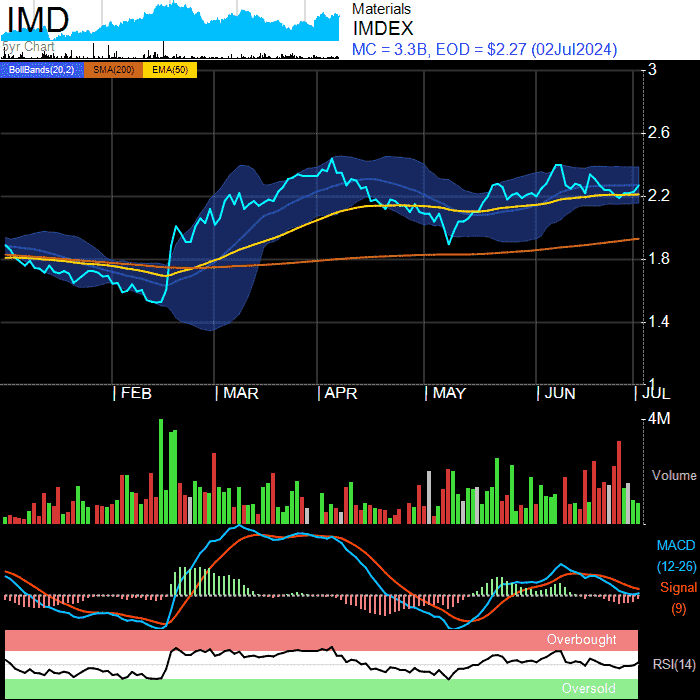 IMD
5yr Chart
Materials
IMDEX
MC = 3.3B, EOD = $2.27 (02Jul2024)
BollBands(20,2) SMA(200) EMA(50)
3
2.6
2.2
1.8
1.4
1
FEB MAR APR MAY JUN JUL
4M
Volume
MACD
(12-26)
Signal
(9)
Overbought
RSI(14)
Oversold